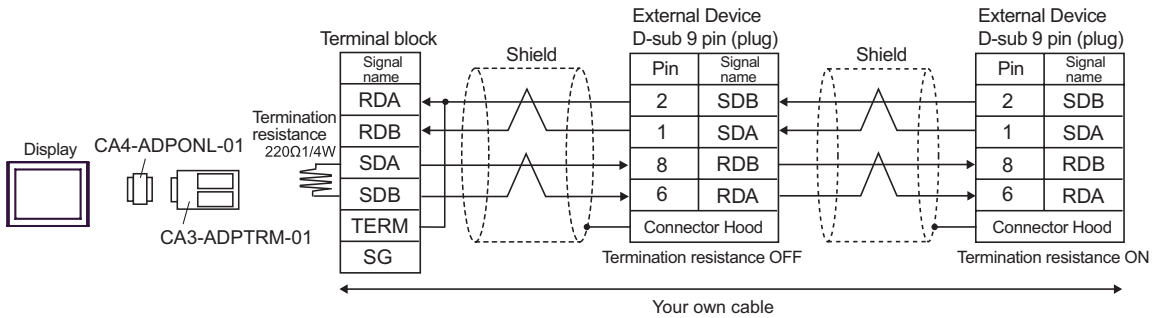 Display
CA4-ADPONL-01
CA3-ADPTRM-01
Termination
resistance
220Ω1/4W
Terminal block
Signal
name
RDA
RDB
SDA
SDB
TERM
SG
Shield
External Device
D-sub 9 pin (plug)
Pin Signal
name
2 SDB
1 SDA
8 RDB
6 RDA
Connector Hood
Termination resistance OFF
Shield
External Device
D-sub 9 pin (plug)
Pin Signal
name
2 SDB
1 SDA
8 RDB
6 RDA
Connector Hood
Termination resistance ON
Your own cable